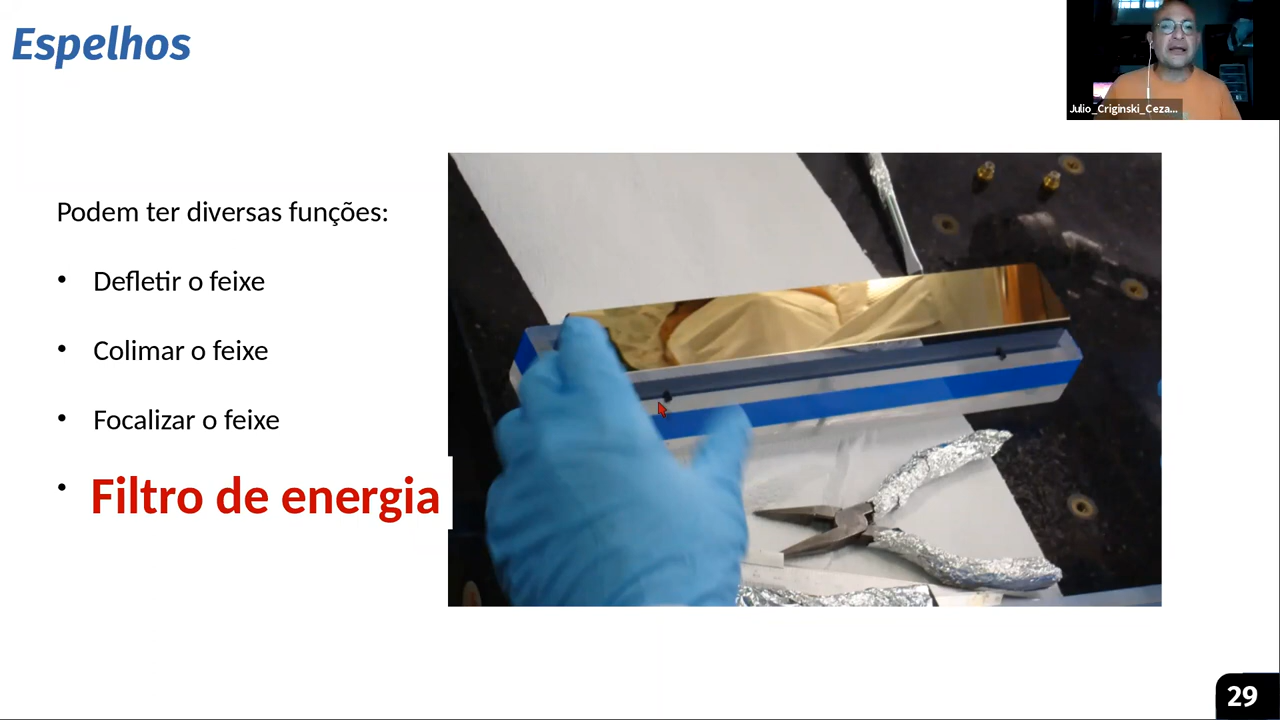 Espelhos
Julio_Criginski_Ceza...
Podem ter diversas funções:
• Defletir o feixe
• Colimar o feixe
• Focalizar o feixe
• Filtro de energia
29